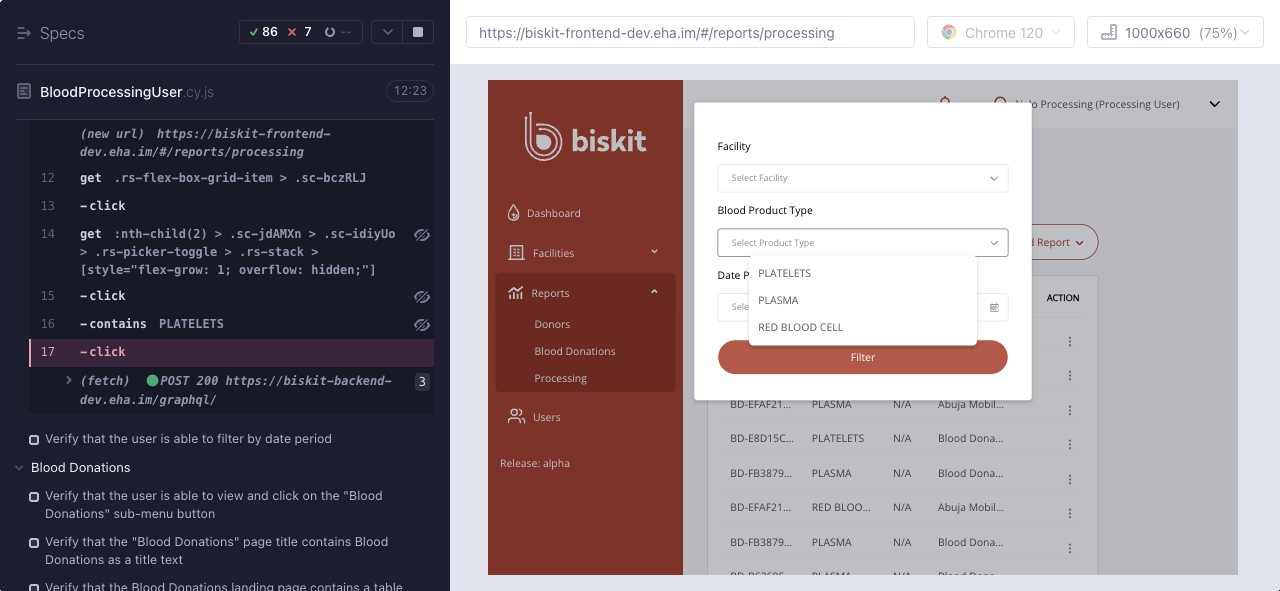 Specs
86
7
--
BloodProcessingUser.cy.js
12:23
(new url) https://biskit-frontend-
dev.eha.im/#/reports/processing
12 get .rs-flex-box-grid-item > .sc-bczRLJ
13 -click
14 get :nth-child(2) > .sc-jdAMXn > .sc-idiyUo
> .rs-picker-toggle > .rs-stack >
[style="flex-grow: 1; overflow: hidden;"]
15 -click
16 -contains PLATELETS
17 -click
(fetch) POST 200 https://biskit-backend-
dev.eha.im/graphql/
3
Verify that the user is able to filter by date period
Blood Donations
Verify that the user is able to view and click on the "Blood
Donations" sub-menu button
Verify that the "Blood Donations" page title contains Blood
Donations as a title text
Verify that the Blood Donations landing page contains a table
https://biskit-frontend-dev.eha.im/#/reports/processing
Chrome 120
1000x660 (75%)
biskit
Dashboard
Facilities
Reports
Donors
Blood Donations
Processing
Users
Release: alpha
Processing (Processing User)
Facility
Select Facility
Blood Product Type
Select Product Type
Date P
Sele
PLATELETS
PLASMA
RED BLOOD CELL
Filter
d Report
ACTION
BD-EFAF21... PLASMA N/A Abuja Mobil...
BD-E8D15C... PLATELETS N/A Blood Dona...
BD-FB3879... PLASMA N/A Blood Dona...
BD-EFAF21... RED BLOO... N/A Abuja Mobil...
BD-FB3879... PLASMA N/A Blood Dona...
PLASMA N/A Blood Dona...